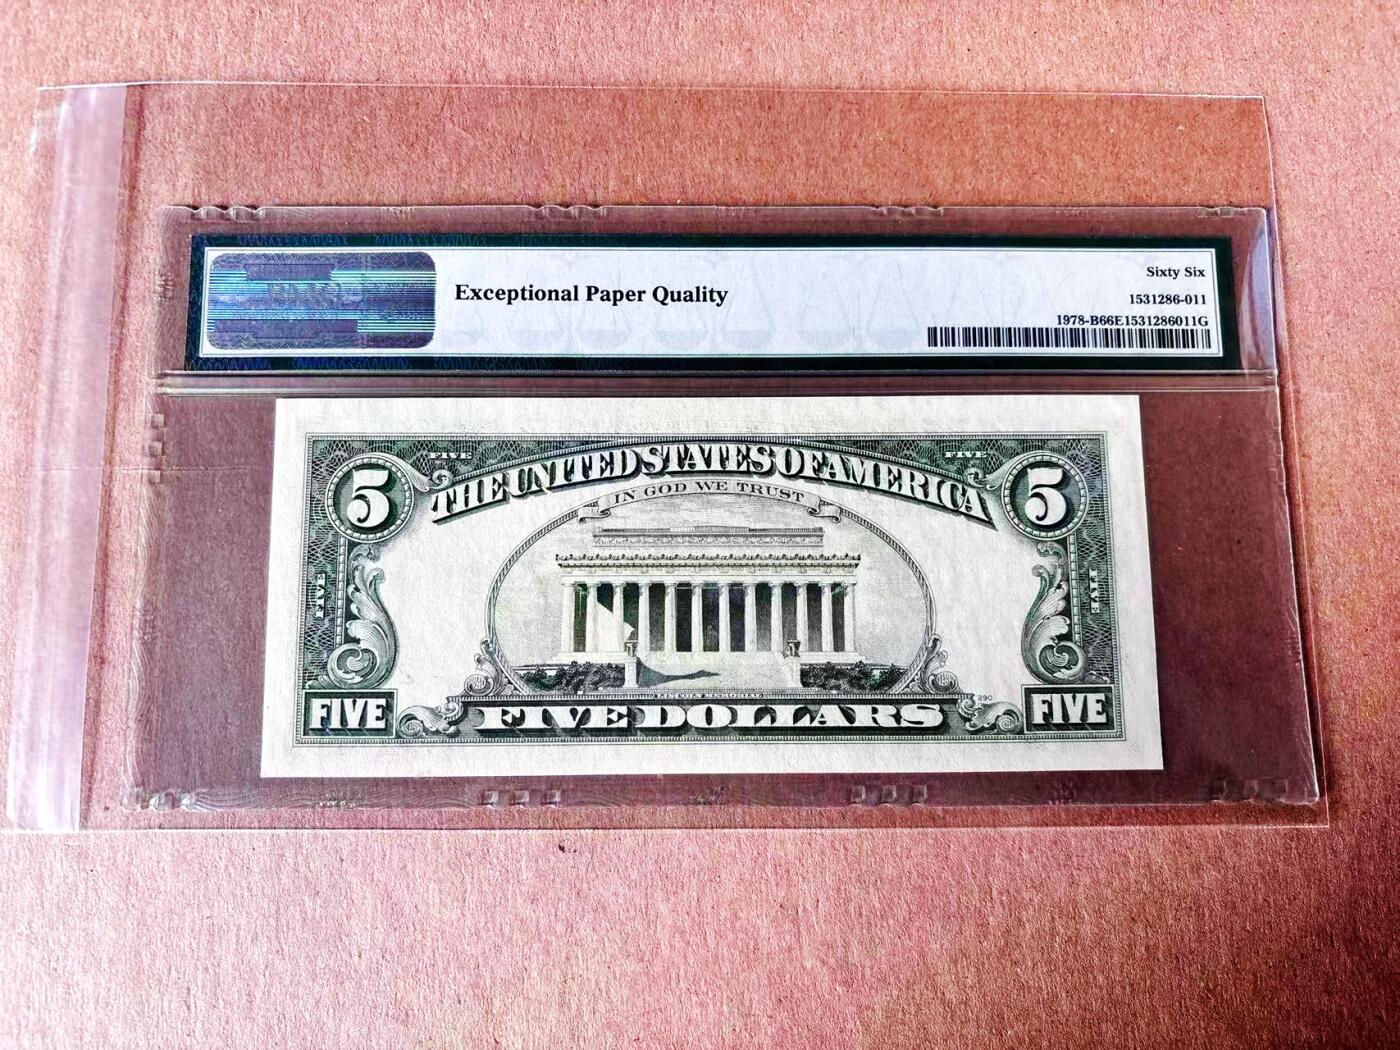 Exceptional Paper Quality
Sixty Six
1531286-011
1978-B66E1531286011G
FIVE
FIVE
THE UNITED STATES OF AMERICA
5
5
IN GOD WE TRUST
FIVE
FIVE
290
FIVE
FIVE DOLLARS
FIVE